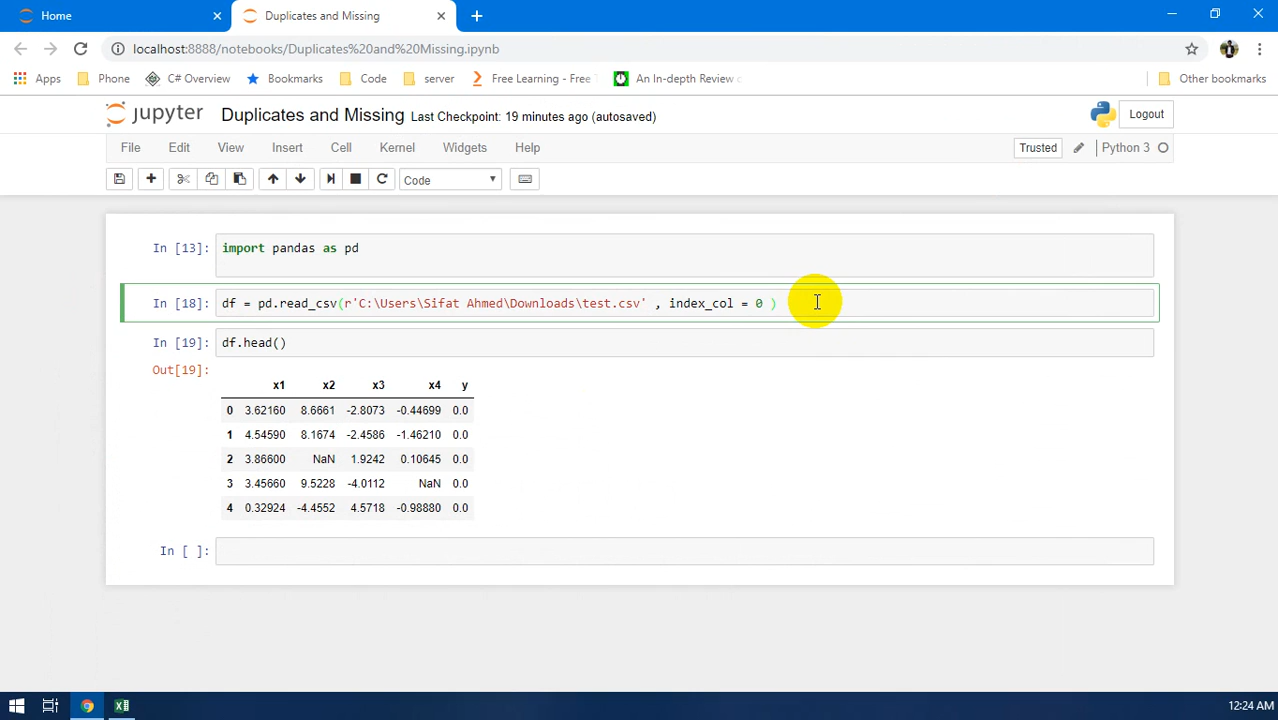 Home
Duplicates and Missing
localhost:8888/notebooks/Duplicates%20and%20Missing.ipynb
Apps Phone C# Overview Bookmarks Code server Free Learning - Free An In-depth Review Other bookmarks
jupyter Duplicates and Missing Last Checkpoint: 19 minutes ago (autosaved) Logout
File Edit View Insert Cell Kernel Widgets Help Trusted Python 3
Code
In [13]: import pandas as pd
In [18]: df = pd.read_csv(r'C:\Users\Sifat Ahmed\Downloads\test.csv' , index_col = 0 )
In [19]: df.head()
Out[19]:
x1 x2 x3 x4 y
0 3.62160 8.6661 -2.8073 -0.44699 0.0
1 4.54590 8.1674 -2.4586 -1.46210 0.0
2 3.86600 NaN 1.9242 0.10645 0.0
3 3.45660 9.5228 -4.0112 NaN 0.0
4 0.32924 -4.4552 4.5718 -0.98880 0.0
In [ ]:
12:24 AM